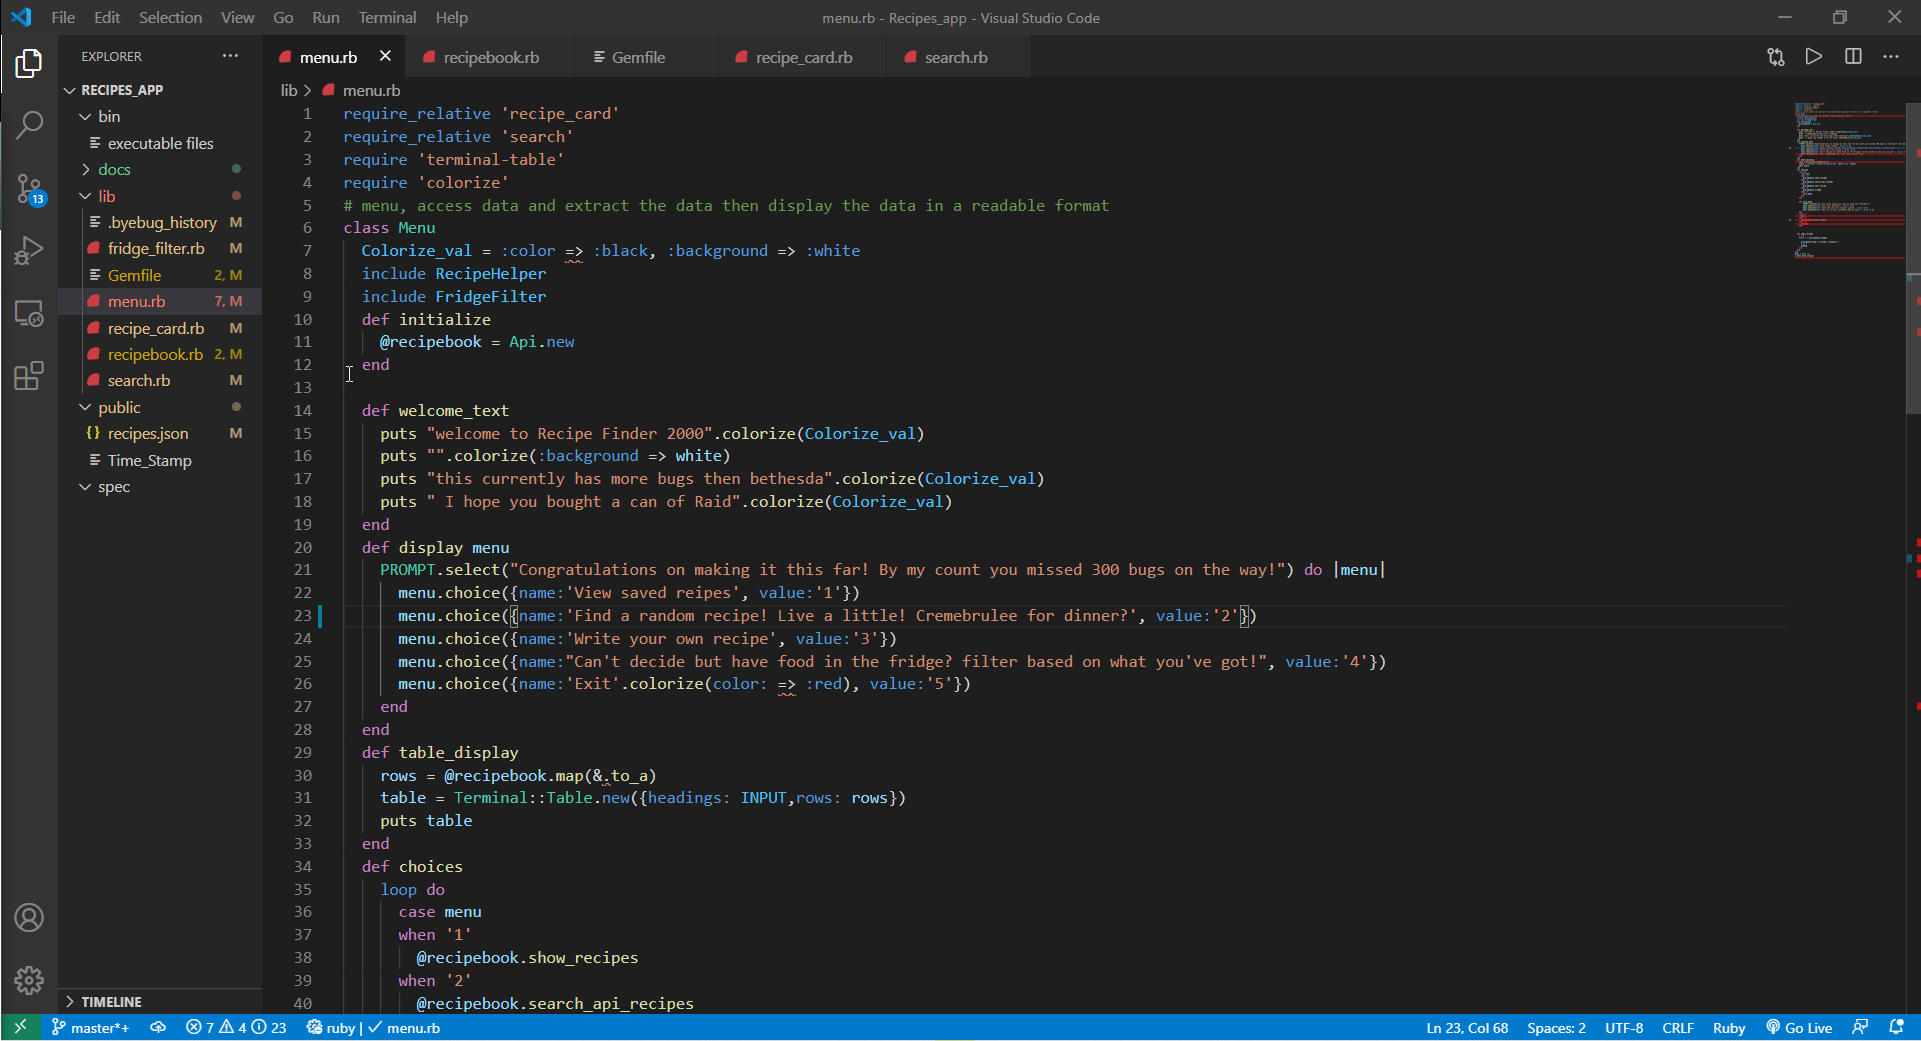 File Edit Selection View Go Run Terminal Help
menu.rb - Recipes_app - Visual Studio Code
EXPLORER
RECIPES_APP
bin
executable files
docs
lib
.byebug_history M
fridge_filter.rb M
Gemfile 2, M
menu.rb 7, M
recipe_card.rb M
recipebook.rb 2, M
search.rb M
public
recipes.json M
Time_Stamp
spec
TIMELINE
13
menu.rb recipebook.rb Gemfile recipe_card.rb search.rb
lib > menu.rb
1 require_relative 'recipe_card'
2 require_relative 'search'
3 require 'terminal-table'
4 require 'colorize'
5 # menu, access data and extract the data then display the data in a readable format
6 class Menu
7 Colorize_val = :color => :black, :background => :white
8 include RecipeHelper
9 include FridgeFilter
10 def initialize
11 @recipebook = Api.new
12 end
13
14 def welcome_text
15 puts "welcome to Recipe Finder 2000".colorize(Colorize_val)
16 puts "".colorize(:background => white)
17 puts "this currently has more bugs then bethesda".colorize(Colorize_val)
18 puts " I hope you bought a can of Raid".colorize(Colorize_val)
19 end
20 def display menu
21 PROMPT.select("Congratulations on making it this far! By my count you missed 300 bugs on the way!") do |menu|
22 menu.choice({name:'View saved reipes', value:'1'})
23 menu.choice({name:'Find a random recipe! Live a little! Cremebrulee for dinner?', value:'2'})
24 menu.choice({name:'Write your own recipe', value:'3'})
25 menu.choice({name:"Can't decide but have food in the fridge? filter based on what you've got!", value:'4'})
26 menu.choice({name:'Exit'.colorize(color: => :red), value:'5'})
27 end
28 end
29 def table_display
30 rows = @recipebook.map(&.to_a)
31 table = Terminal::Table.new({headings: INPUT,rows: rows})
32 puts table
33 end
34 def choices
35 loop do
36 case menu
37 when '1'
38 @recipebook.show_recipes
39 when '2'
40 @recipebook.search_api_recipes
master*+ 7 4 23 ruby | ✓ menu.rb
Ln 23, Col 68 Spaces: 2 UTF-8 CRLF Ruby Go Live